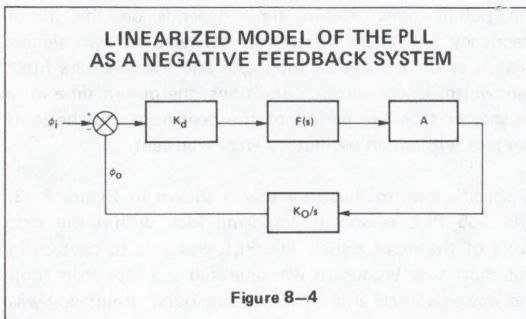 LINEARIZED MODEL OF THE PLL
AS A NEGATIVE FEEDBACK SYSTEM
ϕi
−
Kd
F(s)
ϕo
KO/s
Figure 8–4